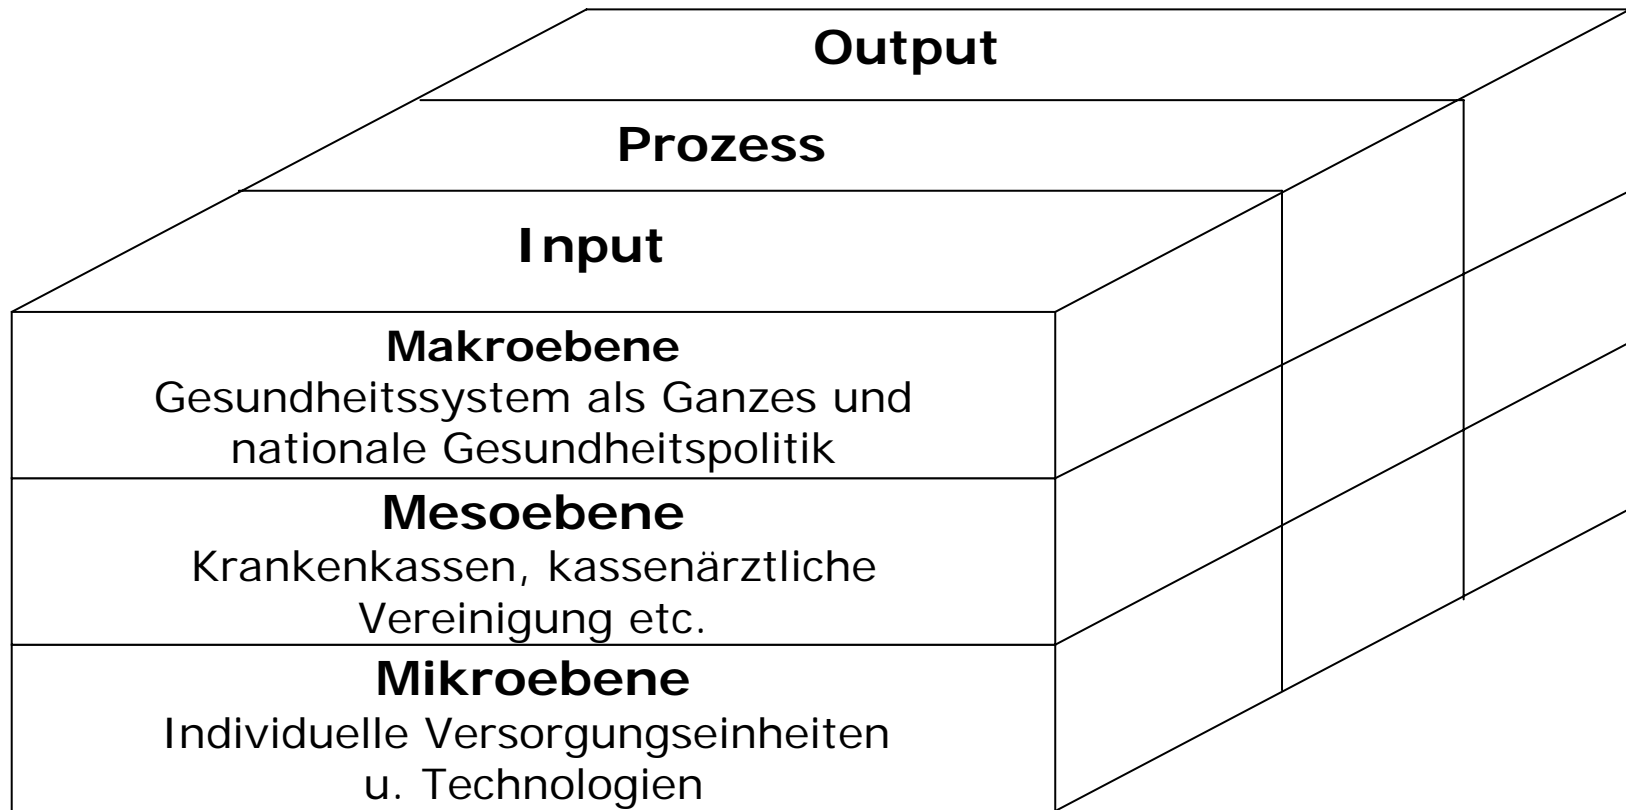 Output
Prozess
Input
Makroebene
Gesundheitssystem als Ganzes und
nationale Gesundheitspolitik
Mesoebene
Krankenkassen, kassenärztliche
Vereinigung etc.
Mikroebene
Individuelle Versorgungseinheiten
u. Technologien